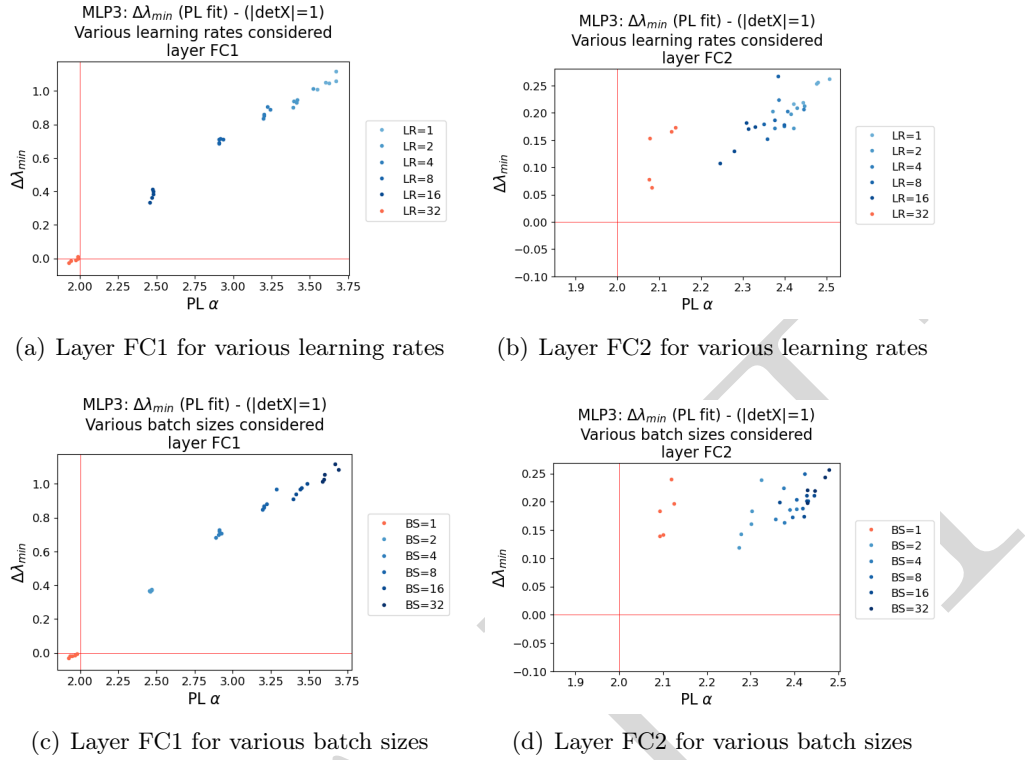 MLP3: Δλmin (PL fit) - (|detX|=1)
Various learning rates considered
layer FC1
1.0
0.8
0.6
0.4
0.2
0.0
Δλmin
2.00 2.25 2.50 2.75 3.00 3.25 3.50 3.75
PL α
LR=1
LR=2
LR=4
LR=8
LR=16
LR=32
(a) Layer FC1 for various learning rates
MLP3: Δλmin (PL fit) - (|detX|=1)
Various learning rates considered
layer FC2
0.25
0.20
0.15
0.10
0.05
0.00
−0.05
−0.10
Δλmin
1.9 2.0 2.1 2.2 2.3 2.4 2.5
PL α
LR=1
LR=2
LR=4
LR=8
LR=16
LR=32
(b) Layer FC2 for various learning rates
MLP3: Δλmin (PL fit) - (|detX|=1)
Various batch sizes considered
layer FC1
1.0
0.8
0.6
0.4
0.2
0.0
Δλmin
2.00 2.25 2.50 2.75 3.00 3.25 3.50 3.75
PL α
BS=1
BS=2
BS=4
BS=8
BS=16
BS=32
(c) Layer FC1 for various batch sizes
MLP3: Δλmin (PL fit) - (|detX|=1)
Various batch sizes considered
layer FC2
0.25
0.20
0.15
0.10
0.05
0.00
−0.05
−0.10
Δλmin
1.9 2.0 2.1 2.2 2.3 2.4 2.5
PL α
BS=1
BS=2
BS=4
BS=8
BS=16
BS=32
(d) Layer FC2 for various batch sizes